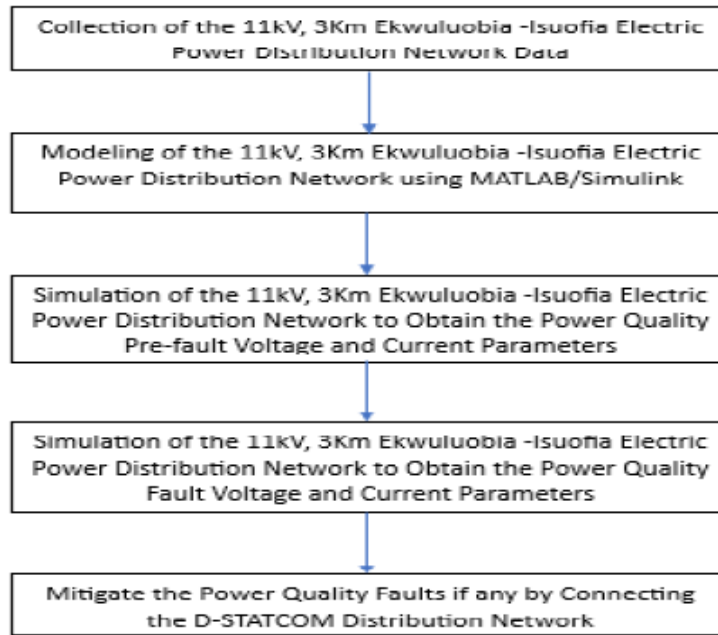 Collection of the 11kV, 3Km Ekwuluobia -Isuofia Electric
Power Distribution Network Data
Modeling of the 11kV, 3Km Ekwuluobia -Isuofia Electric
Power Distribution Network using MATLAB/Simulink
Simulation of the 11kV, 3Km Ekwuluobia -Isuofia Electric
Power Distribution Network to Obtain the Power Quality
Pre-fault Voltage and Current Parameters
Simulation of the 11kV, 3Km Ekwuluobia -Isuofia Electric
Power Distribution Network to Obtain the Power Quality
Fault Voltage and Current Parameters
Mitigate the Power Quality Faults if any by Connecting
the D-STATCOM Distribution Network